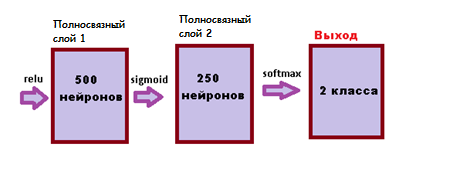 Полносвязный
слой 1
Полносвязный
слой 2
Выход
relu
500
нейронов
sigmoid
250
нейронов
softmax
2 класса